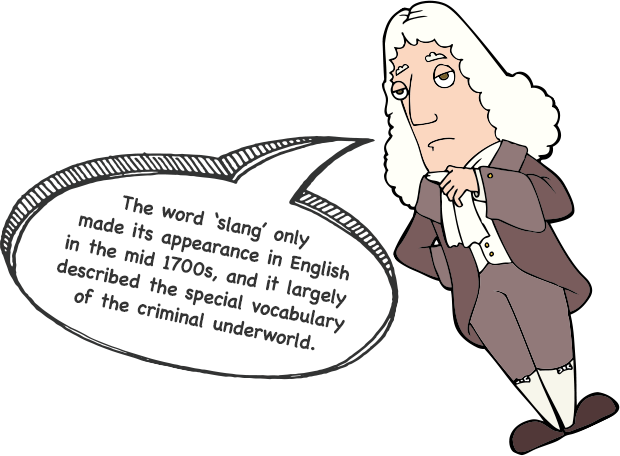 The word ‘slang’ only
made its appearance in English
in the mid 1700s, and it largely
described the special vocabulary
of the criminal underworld.